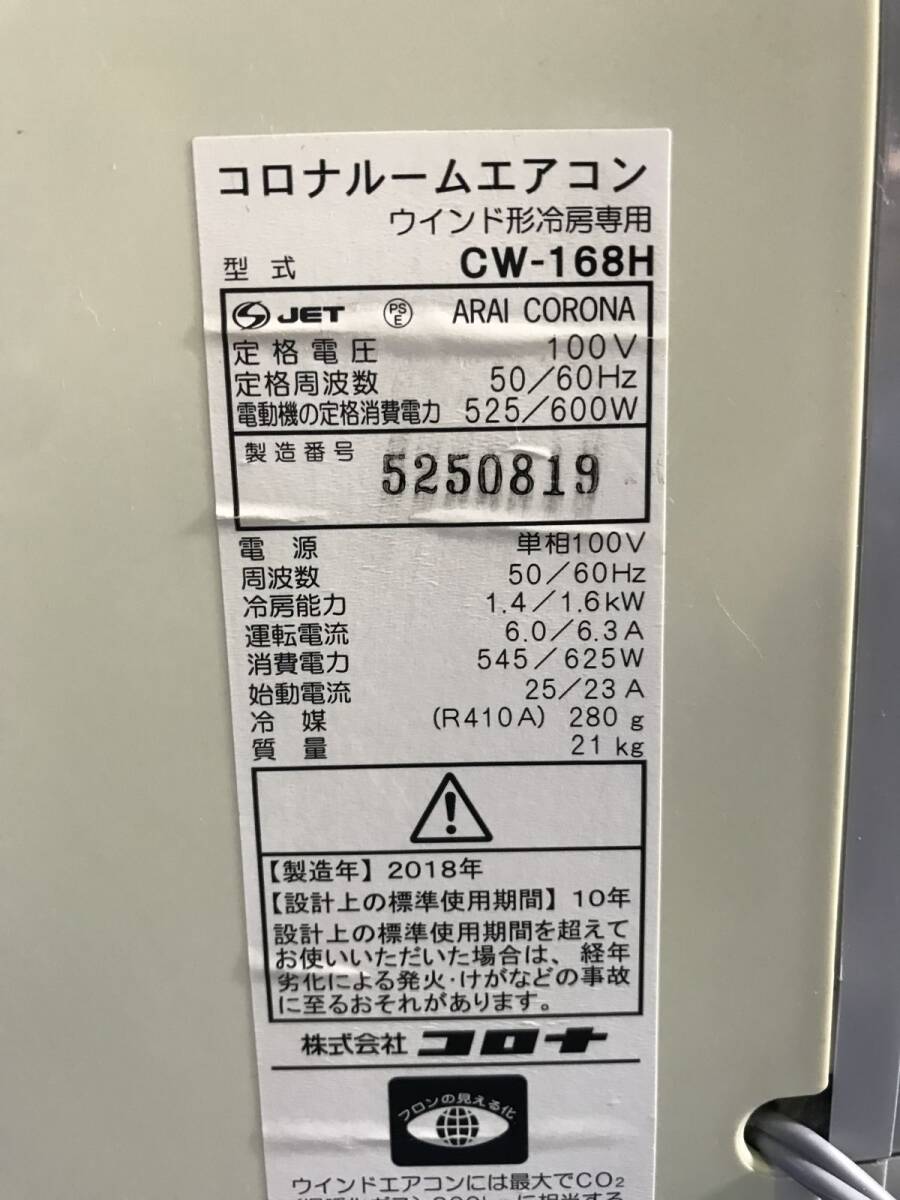 コロナルームエアコン
ウインド形冷房専用
型式 CW-168H
JET PSE ARAI CORONA
定格電圧 100V
定格周波数 50/60Hz
電動機の定格消費電力 525/600W
製造番号 5250819
電源 単相100V
周波数 50/60Hz
冷房能力 1.4/1.6kW
運転電流 6.0/6.3A
消費電力 545/625W
始動電流 25/23A
冷媒 (R410A) 280g
質量 21kg
【製造年】2018年
【設計上の標準使用期間】10年
設計上の標準使用期間を超えて
お使いいただいた場合は、経年
劣化による発火・けがなどの事故
に至るおそれがあります。
株式会社 コロナ
フロンの見える化
ウインドエアコンには最大でCO₂